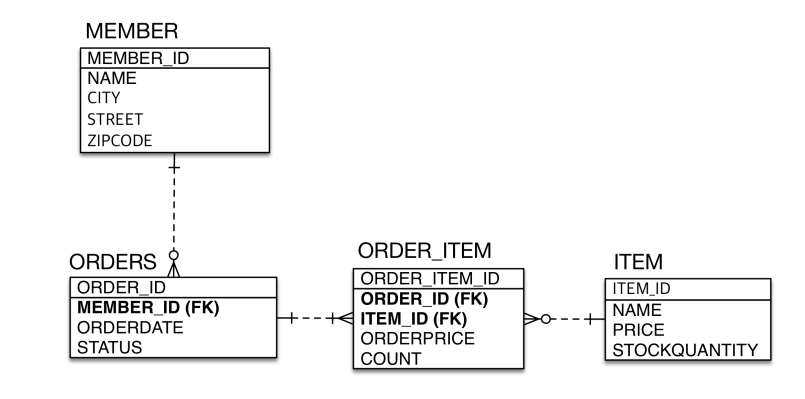 MEMBER
MEMBER_ID
NAME
CITY
STREET
ZIPCODE
ORDERS
ORDER_ID
MEMBER_ID (FK)
ORDERDATE
STATUS
ORDER_ITEM
ORDER_ITEM_ID
ORDER_ID (FK)
ITEM_ID (FK)
ORDERPRICE
COUNT
ITEM
ITEM_ID
NAME
PRICE
STOCKQUANTITY